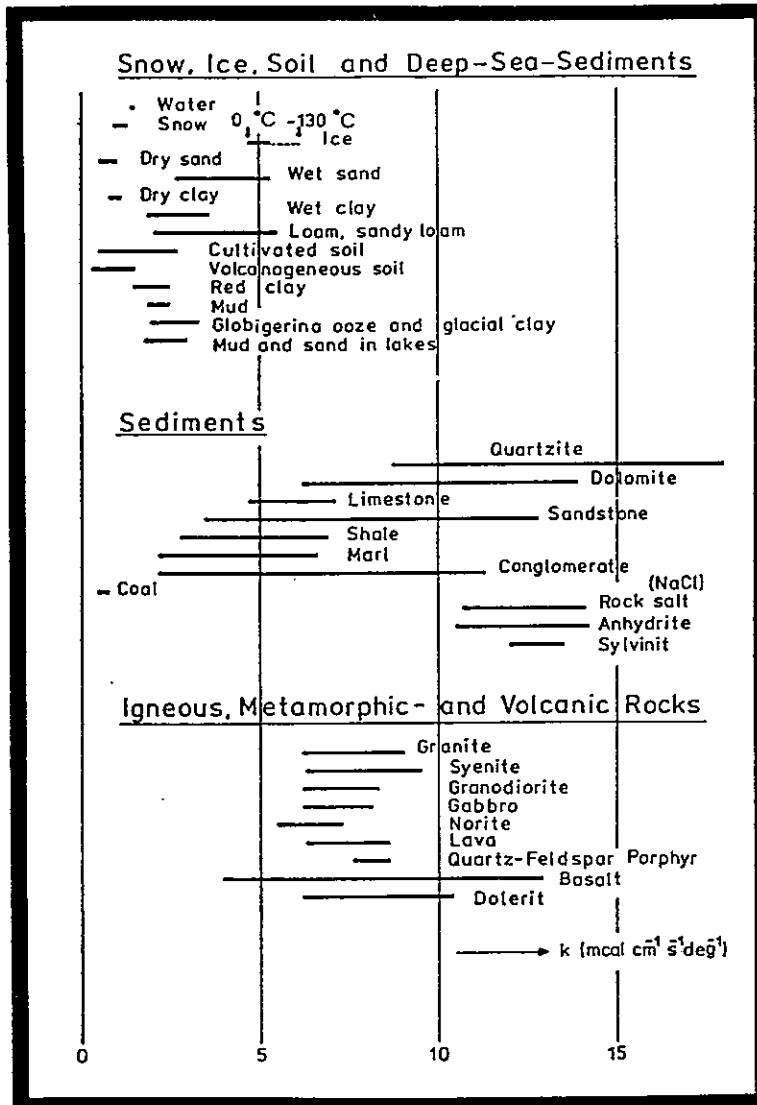 Snow, Ice, Soil and Deep-Sea-Sediments
Water
Snow 0 °C -130 °C
Ice
Dry sand
Wet sand
Dry clay
Wet clay
Loam, sandy loam
Cultivated soil
Volcanogeneous soil
Red clay
Mud
Globigerina ooze and glacial clay
Mud and sand in lakes
Sediments
Quartzite
Dolomite
Limestone
Sandstone
Shale
Marl
Conglomerate
Coal (NaCl)
Rock salt
Anhydrite
Sylvinit
Igneous, Metamorphic- and Volcanic Rocks
Granite
Syenite
Granodiorite
Gabbro
Norite
Lava
Quartz-Feldspar Porphyr
Basalt
Dolerit
k (mcal cm⁻¹ s⁻¹ deg⁻¹)
0 5 10 15